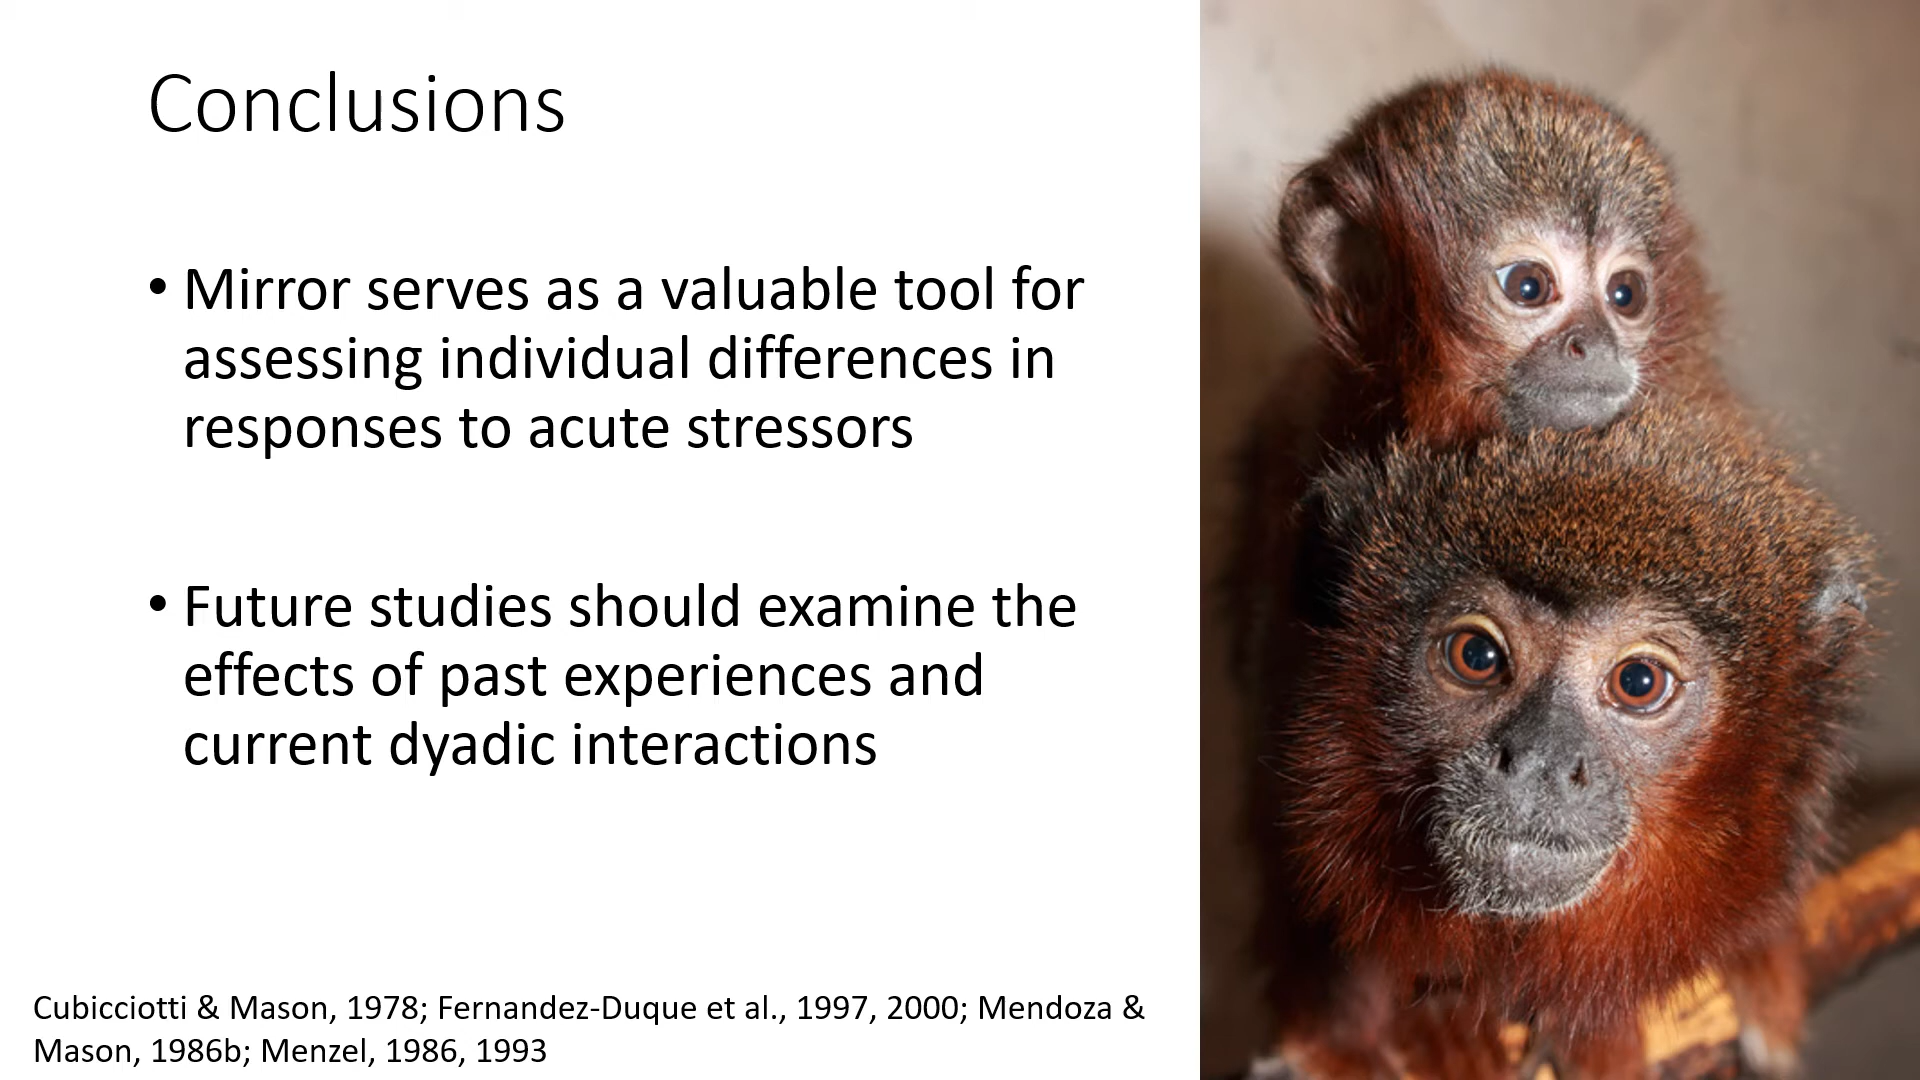 Conclusions
• Mirror serves as a valuable tool for
assessing individual differences in
responses to acute stressors
• Future studies should examine the
effects of past experiences and
current dyadic interactions
Cubicciotti & Mason, 1978; Fernandez-Duque et al., 1997, 2000; Mendoza &
Mason, 1986b; Menzel, 1986, 1993